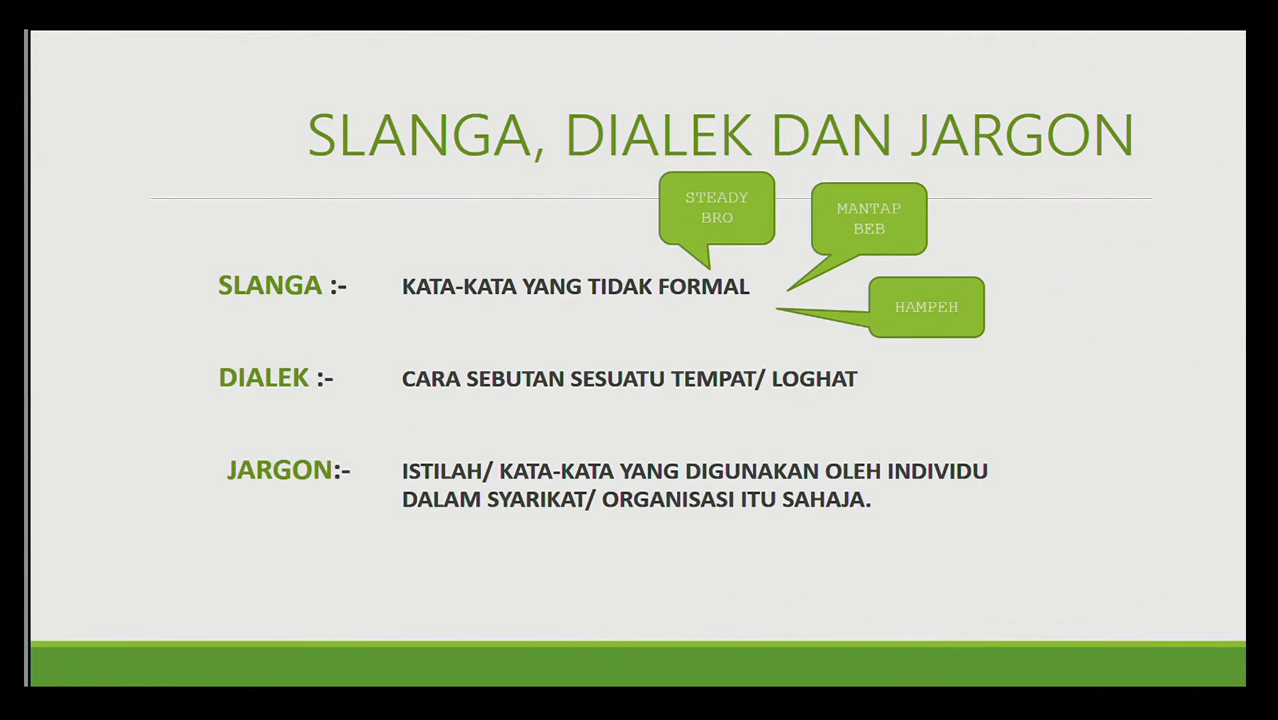 SLANGA, DIALEK DAN JARGON
STEADY
BRO
MANTAP
BEB
SLANGA :- KATA-KATA YANG TIDAK FORMAL
HAMPEH
DIALEK :- CARA SEBUTAN SESUATU TEMPAT/ LOGHAT
JARGON:- ISTILAH/ KATA-KATA YANG DIGUNAKAN OLEH INDIVIDU
DALAM SYARIKAT/ ORGANISASI ITU SAHAJA.